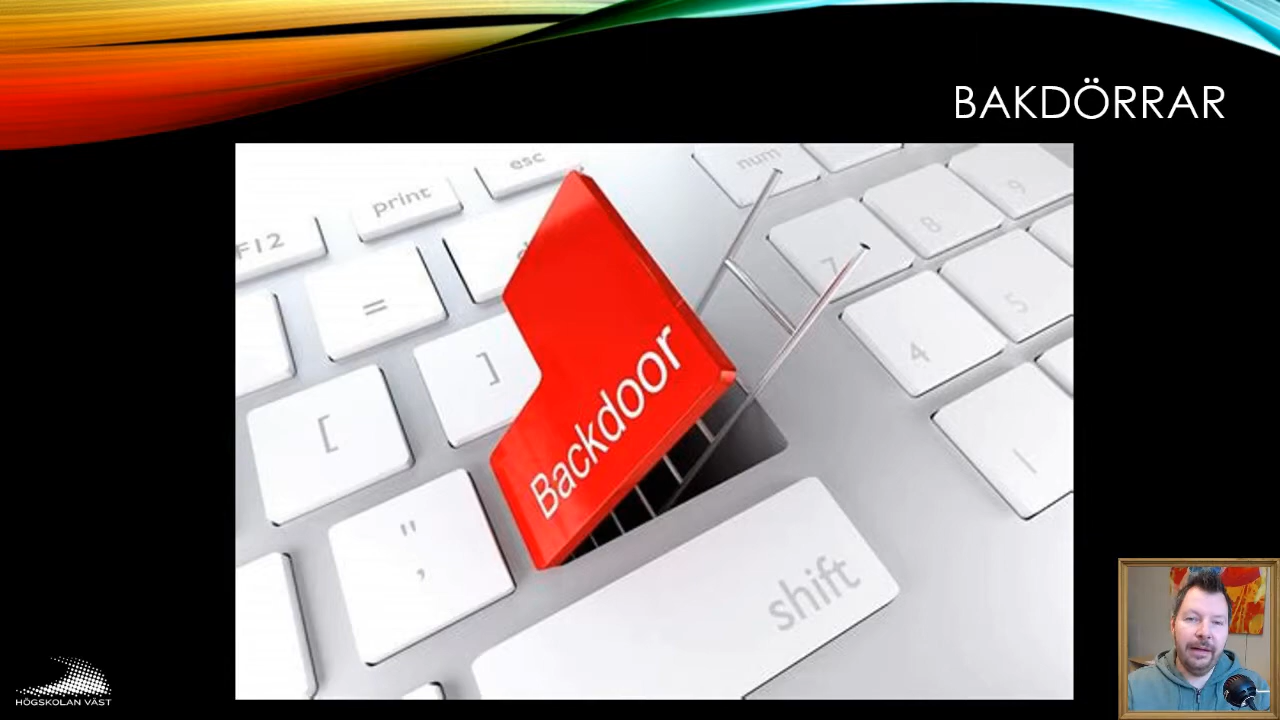 BAKDÖRRAR
esc
num
print
F12
9
8
7
=
5
]
4
[
Backdoor
"
,
shift
HÖGSKOLAN VÄST